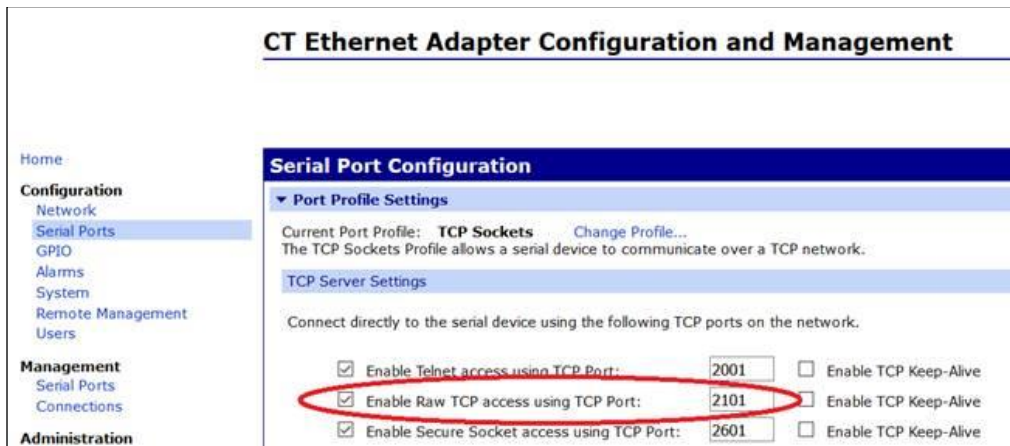 CT Ethernet Adapter Configuration and Management
Home
Configuration
Network
Serial Ports
GPIO
Alarms
System
Remote Management
Users
Management
Serial Ports
Connections
Administration
Serial Port Configuration
▼ Port Profile Settings
Current Port Profile: TCP Sockets Change Profile...
The TCP Sockets Profile allows a serial device to communicate over a TCP network.
TCP Server Settings
Connect directly to the serial device using the following TCP ports on the network.
Enable Telnet access using TCP Port: 2001 Enable TCP Keep-Alive
Enable Raw TCP access using TCP Port: 2101 Enable TCP Keep-Alive
Enable Secure Socket access using TCP Port: 2601 Enable TCP Keep-Alive